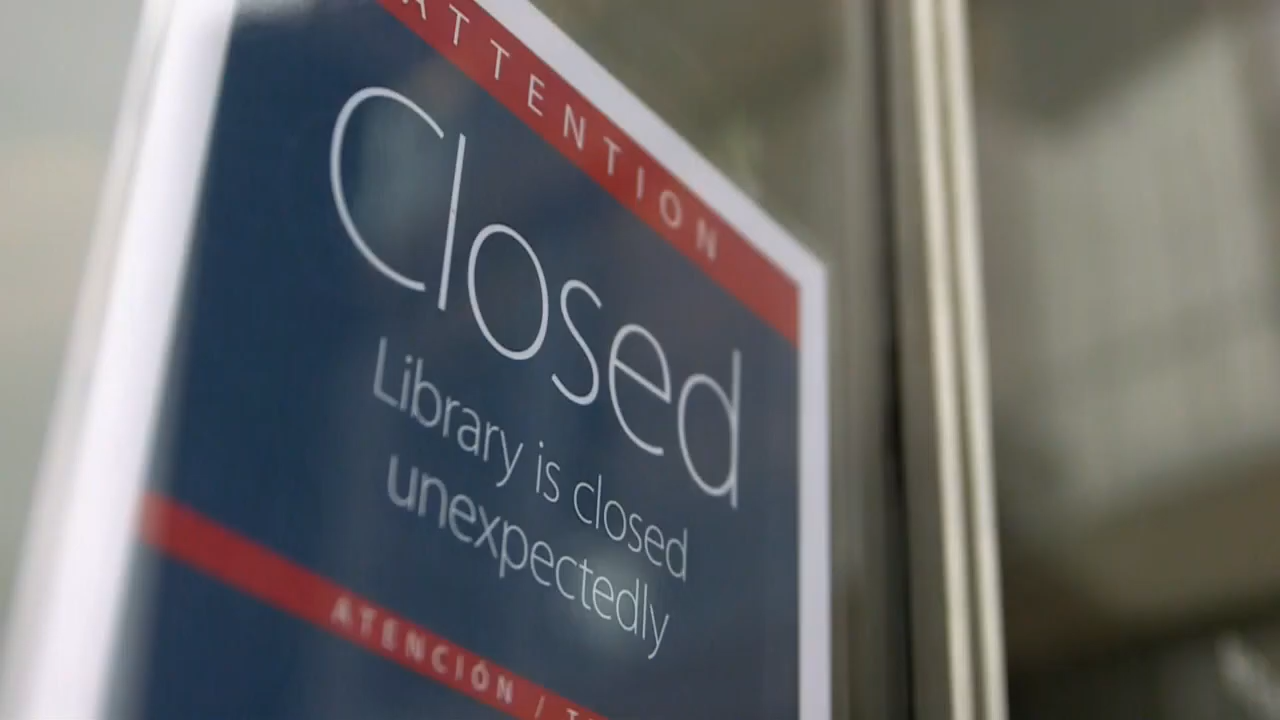 ATTENTION
Closed
Library is closed
unexpectedly
ATENCIÓN /